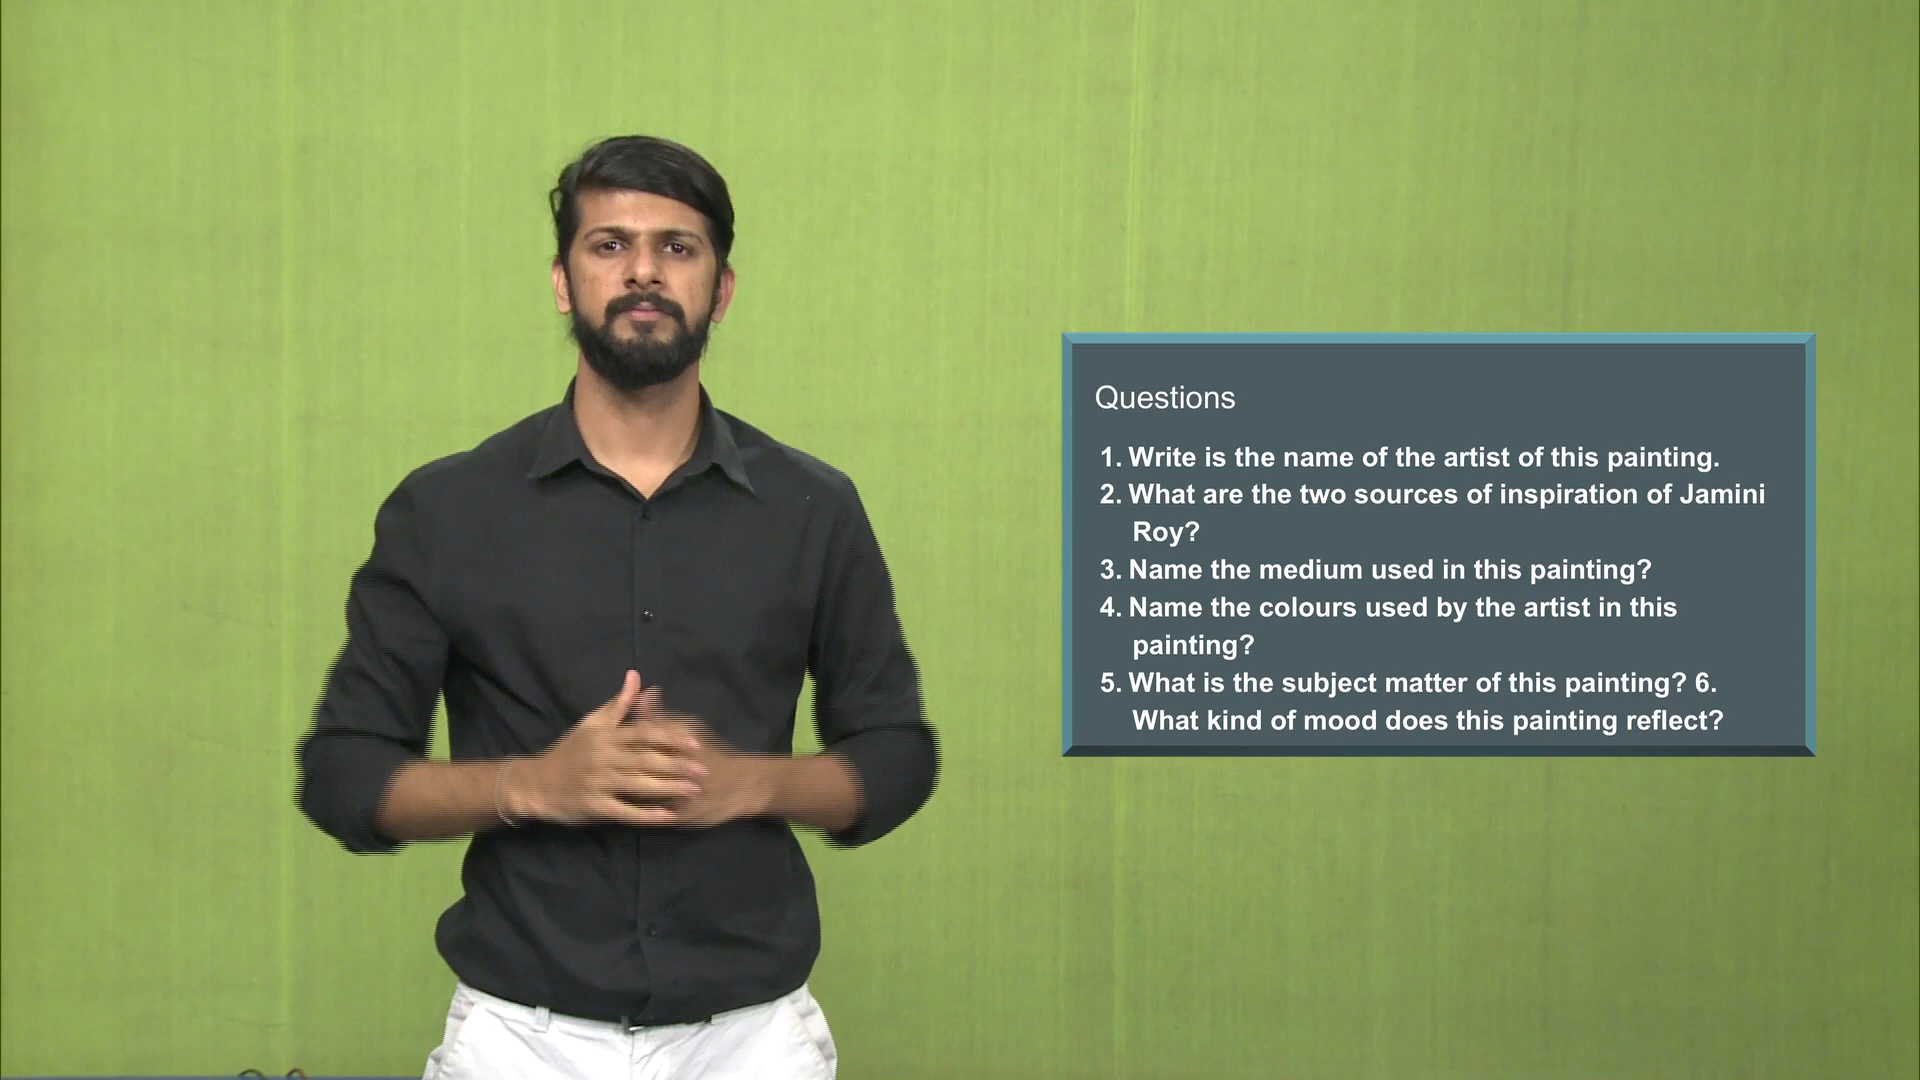 Questions
1. Write is the name of the artist of this painting.
2. What are the two sources of inspiration of Jamini
Roy?
3. Name the medium used in this painting?
4. Name the colours used by the artist in this
painting?
5. What is the subject matter of this painting? 6.
What kind of mood does this painting reflect?